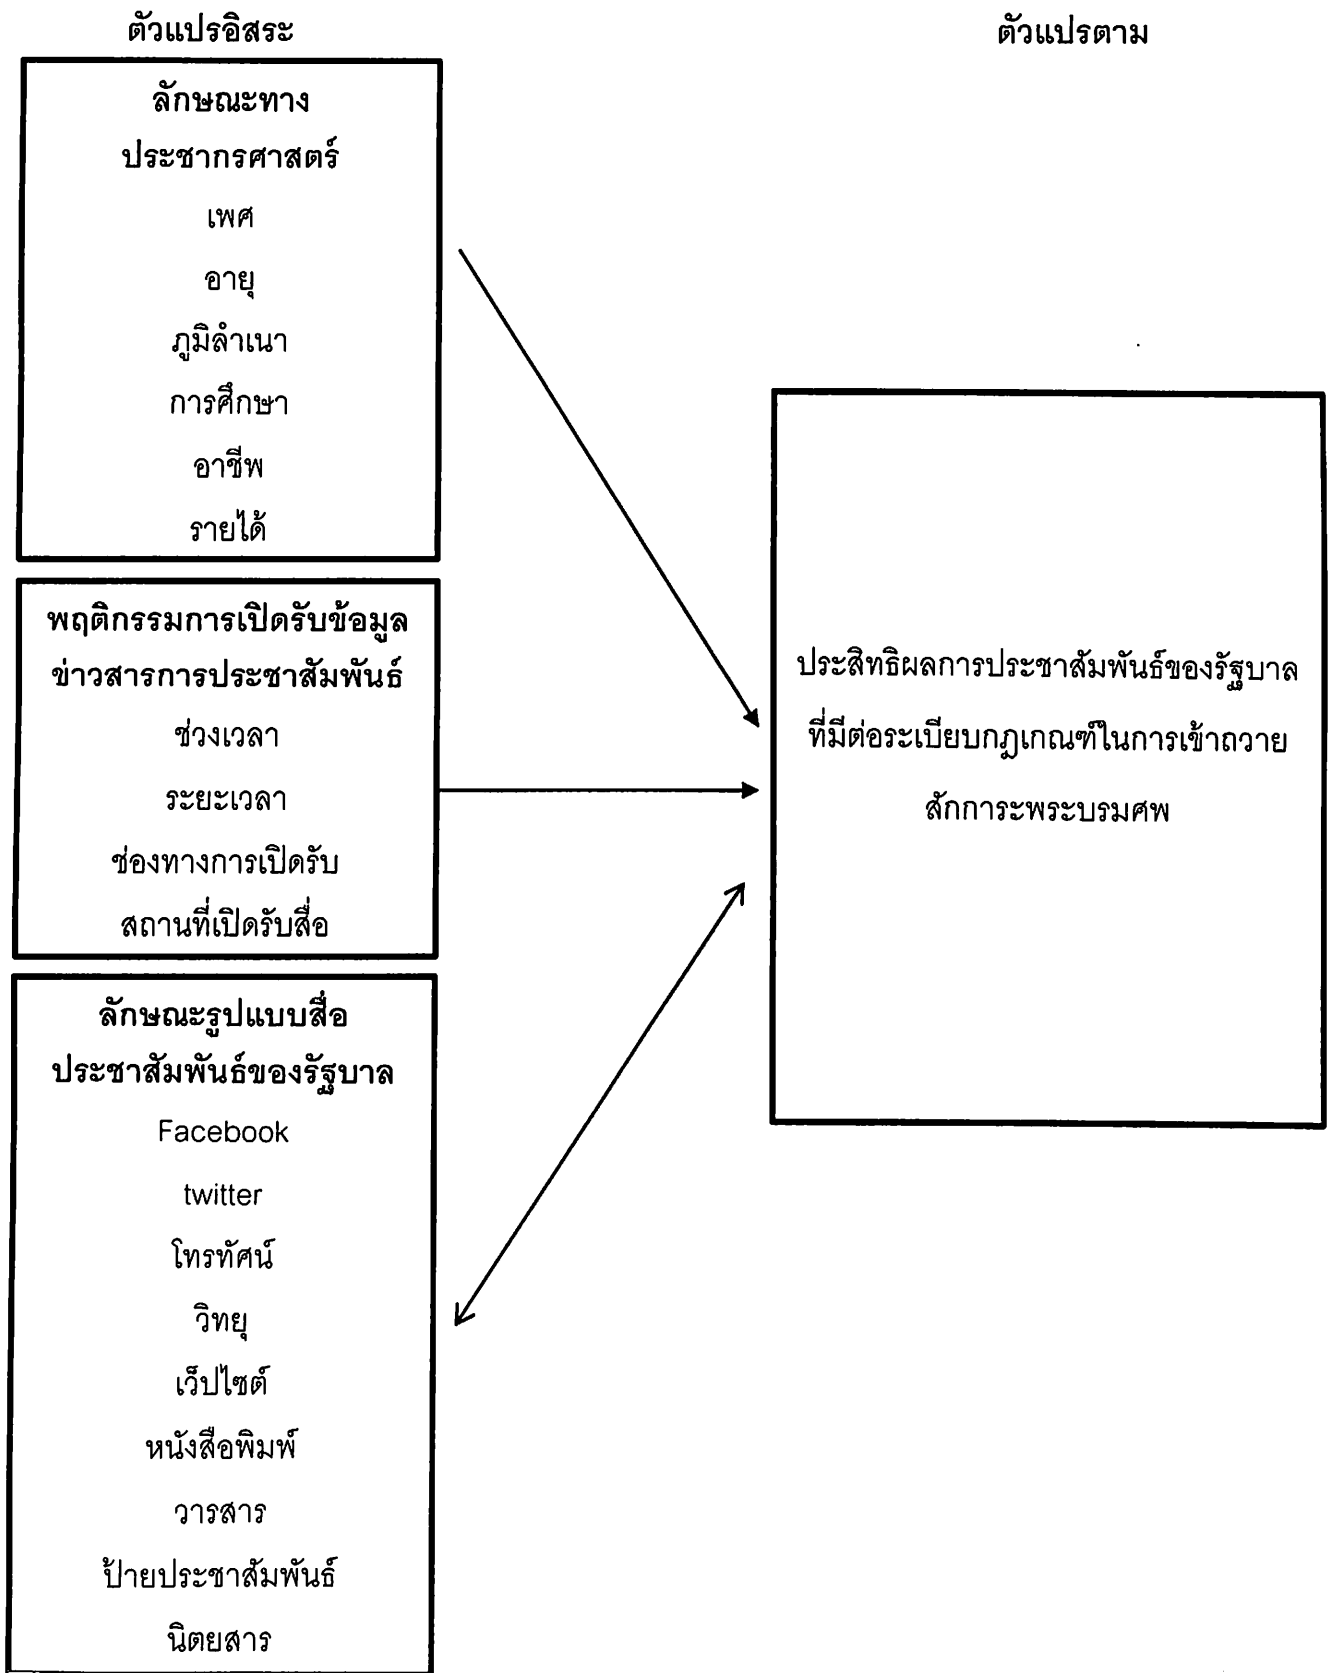 ตัวแปรอิสระ
ตัวแปรตาม
ลักษณะทาง
ประชากรศาสตร์
เพศ
อายุ
ภูมิลำเนา
การศึกษา
อาชีพ
รายได้
พฤติกรรมการเปิดรับข้อมูล
ข่าวสารการประชาสัมพันธ์
ช่วงเวลา
ระยะเวลา
ช่องทางการเปิดรับ
สถานที่เปิดรับสื่อ
ลักษณะรูปแบบสื่อ
ประชาสัมพันธ์ของรัฐบาล
Facebook
twitter
โทรทัศน์
วิทยุ
เว็ปไซต์
หนังสือพิมพ์
วารสาร
ป้ายประชาสัมพันธ์
นิตยสาร
ประสิทธิผลการประชาสัมพันธ์ของรัฐบาล
ที่มีต่อระเบียบกฎเกณฑ์ในการเข้าถวาย
สักการะพระบรมศพ